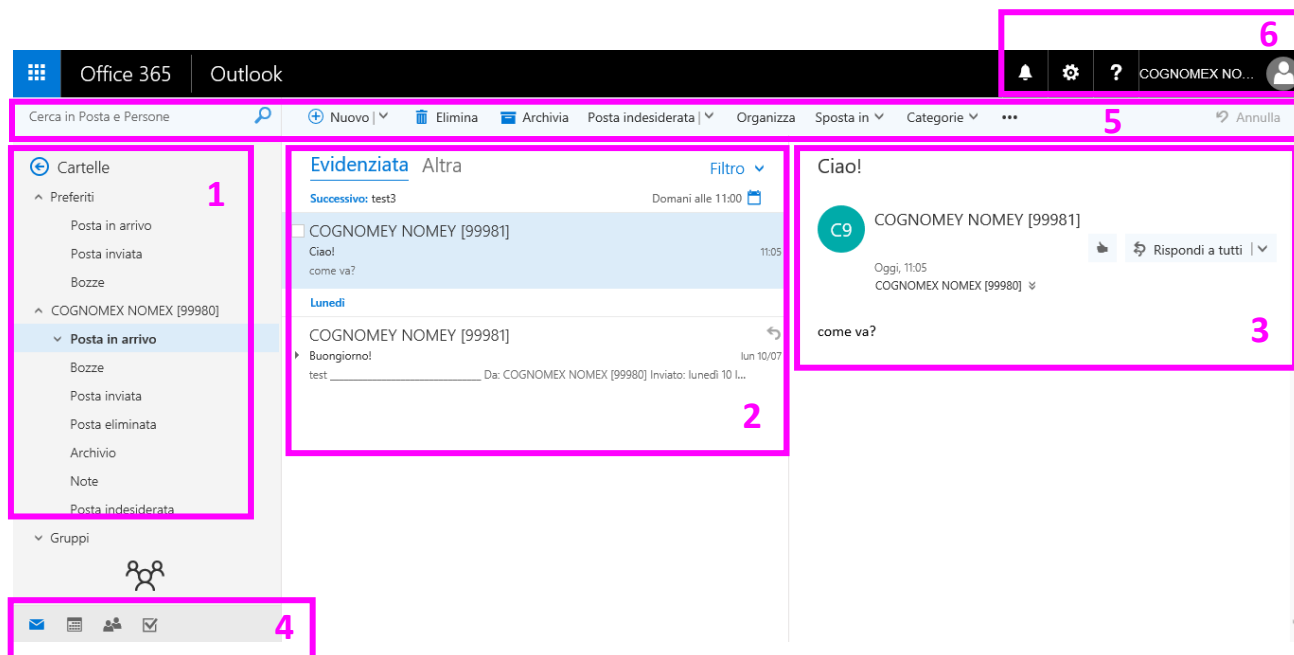 6
Office 365 Outlook ? COGNOMEX NO...
Cerca in Posta e Persone Nuovo Elimina Archivia Posta indesiderata Organizza Sposta in Categorie ... 5 Annulla
Cartelle
1
Preferiti
Posta in arrivo
Posta inviata
Bozze
COGNOMEX NOMEX [99980]
Posta in arrivo
Bozze
Posta inviata
Posta eliminata
Archivio
Note
Posta indesiderata
Gruppi
4
Evidenziata Altra Filtro
Successivo: test3 Domani alle 11:00
COGNOMEY NOMEY [99981]
Ciao! 11:05
come va?
Lunedì
COGNOMEY NOMEY [99981]
Buongiorno! lun 10/07
test ______________________________ Da: COGNOMEX NOMEX [99980] Inviato: lunedì 10 l...
2
Ciao!
C9 COGNOMEY NOMEY [99981]
Rispondi a tutti
Oggi, 11:05
COGNOMEX NOMEX [99980]
come va?
3